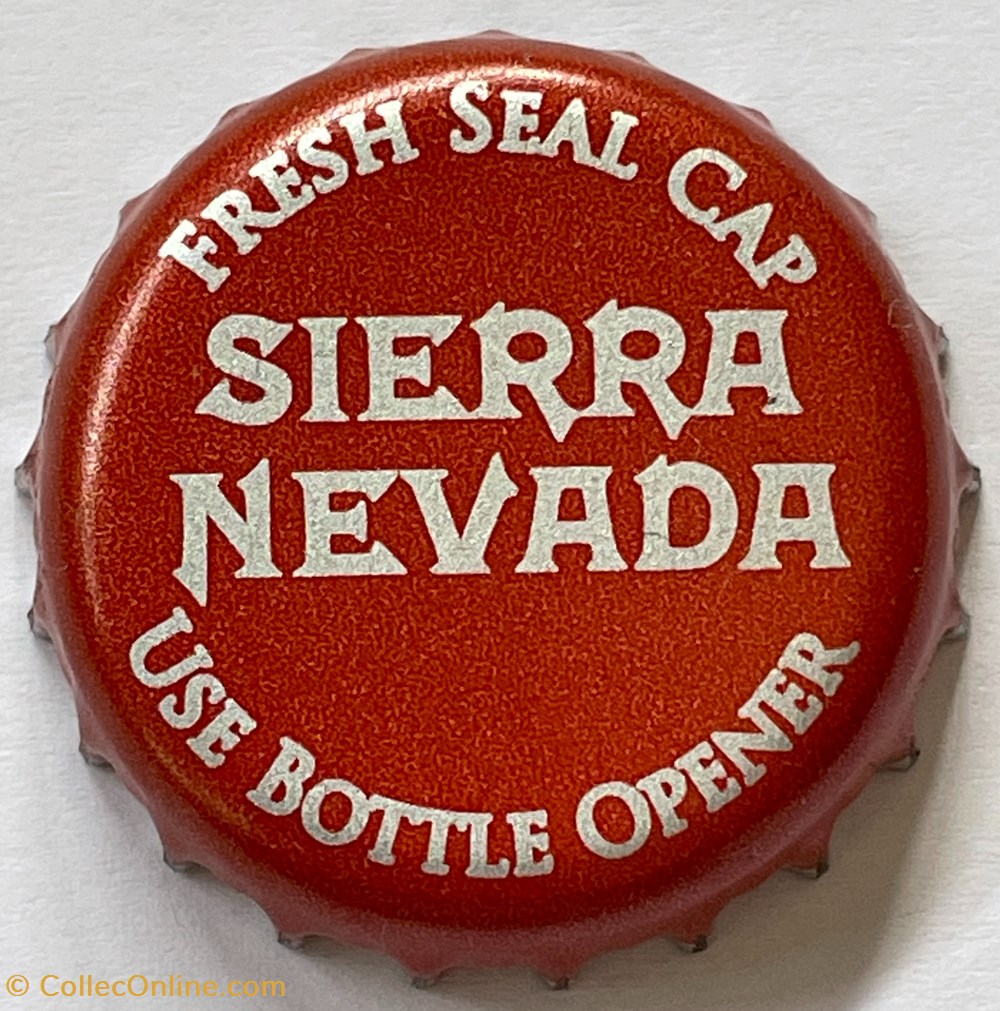 Fresh Seal Cap
SIERRA
NEVADA
Use Bottle Opener
© CollecOnline.com